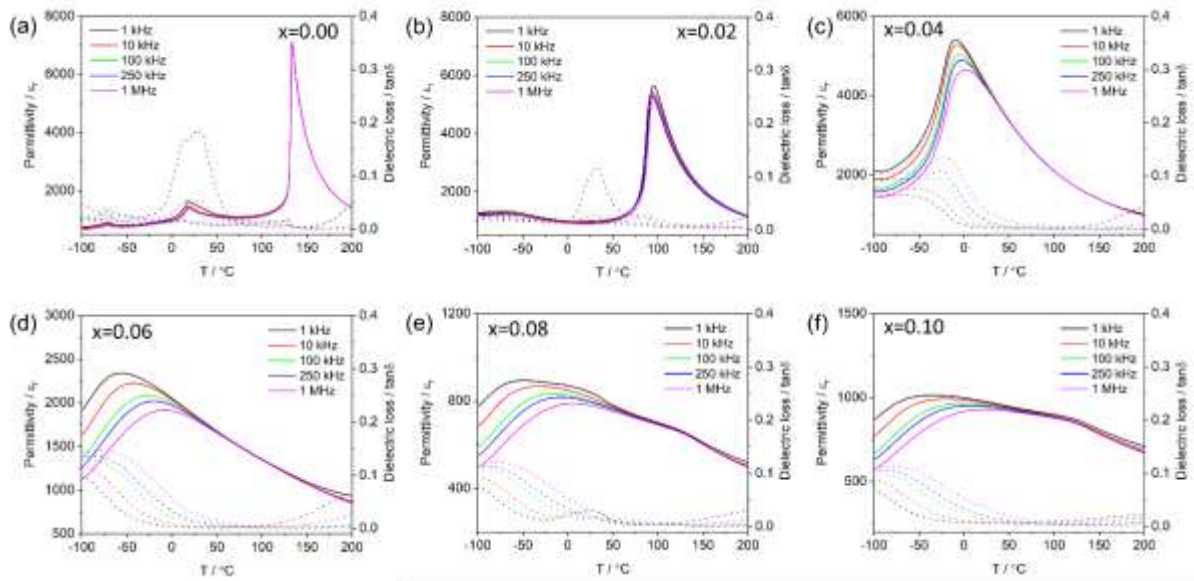 (a)
x=0.00
1 kHz
10 kHz
100 kHz
250 kHz
1 MHz
Permittivity / εr
8000
6000
4000
2000
Dielectric loss / tanδ
0.4
0.3
0.2
0.1
0.0
-100 -50 0 50 100 150 200
T / °C
(b)
x=0.02
1 kHz
10 kHz
100 kHz
250 kHz
1 MHz
Permittivity / εr
8000
6000
4000
2000
Dielectric loss / tanδ
0.4
0.3
0.2
0.1
0.0
-100 -50 0 50 100 150 200
T / °C
(c)
x=0.04
1 kHz
10 kHz
100 kHz
250 kHz
1 MHz
Permittivity / εr
6000
4000
2000
Dielectric loss / tanδ
0.4
0.3
0.2
0.1
0.0
-100 -50 0 50 100 150 200
T / °C
(d)
x=0.06
1 kHz
10 kHz
100 kHz
250 kHz
1 MHz
Permittivity / εr
3000
2500
2000
1500
1000
500
Dielectric loss / tanδ
0.4
0.3
0.2
0.1
0.0
-100 -50 0 50 100 150 200
T / °C
(e)
x=0.08
1 kHz
10 kHz
100 kHz
250 kHz
1 MHz
Permittivity / εr
1200
800
400
Dielectric loss / tanδ
0.4
0.3
0.2
0.1
0.0
-100 -50 0 50 100 150 200
T / °C
(f)
x=0.10
1 kHz
10 kHz
100 kHz
250 kHz
1 MHz
Permittivity / εr
1500
1000
500
Dielectric loss / tanδ
0.4
0.3
0.2
0.1
0.0
-100 -50 0 50 100 150 200
T / °C